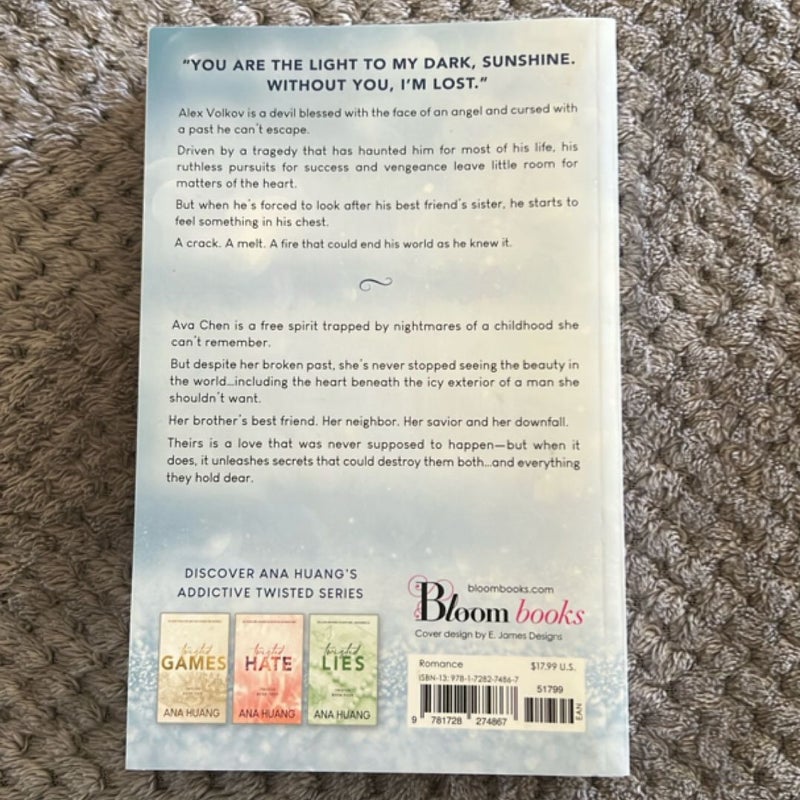 "YOU ARE THE LIGHT TO MY DARK, SUNSHINE.
WITHOUT YOU, I'M LOST."
Alex Volkov is a devil blessed with the face of an angel and cursed with
a past he can't escape.
Driven by a tragedy that has haunted him for most of his life, his
ruthless pursuits for success and vengeance leave little room for
matters of the heart.
But when he's forced to look after his best friend's sister, he starts to
feel something in his chest.
A crack. A melt. A fire that could end his world as he knew it.
Ava Chen is a free spirit trapped by nightmares of a childhood she
can't remember.
But despite her broken past, she's never stopped seeing the beauty in
the world...including the heart beneath the icy exterior of a man she
shouldn't want.
Her brother's best friend. Her neighbor. Her savior and her downfall.
Theirs is a love that was never supposed to happen—but when it
does, it unleashes secrets that could destroy them both...and everything
they hold dear.
DISCOVER ANA HUANG'S
ADDICTIVE TWISTED SERIES
twisted
GAMES
ANA HUANG
twisted
HATE
ANA HUANG
twisted
LIES
ANA HUANG
bloombooks.com
Bloom books
Cover design by E. James Designs
Romance
$17.99 U.S.
ISBN-13: 978-1-7282-7486-7
51799
9 781728 274867
EAN